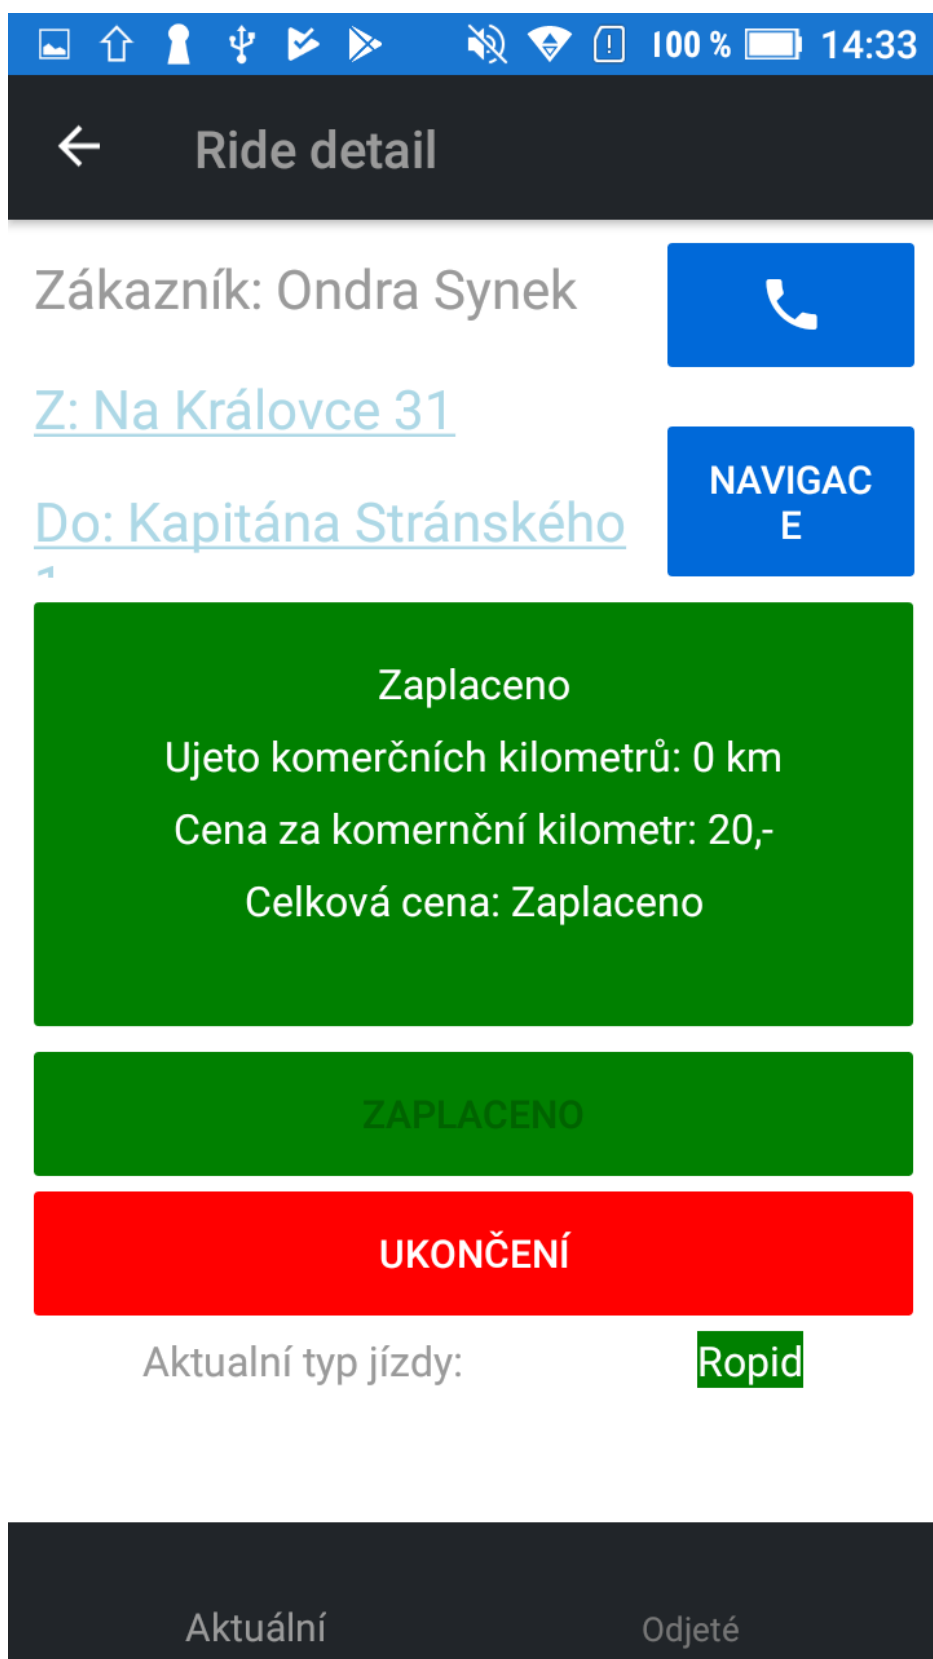 100 % 14:33
Ride detail
Zákazník: Ondra Synek
Z: Na Královce 31
Do: Kapitána Stránského
NAVIGAC
E
Zaplaceno
Ujeto komerčních kilometrů: 0 km
Cena za komernční kilometr: 20,-
Celková cena: Zaplaceno
ZAPLACENO
UKONČENÍ
Aktualní typ jízdy: Ropid
Aktuální Odjeté